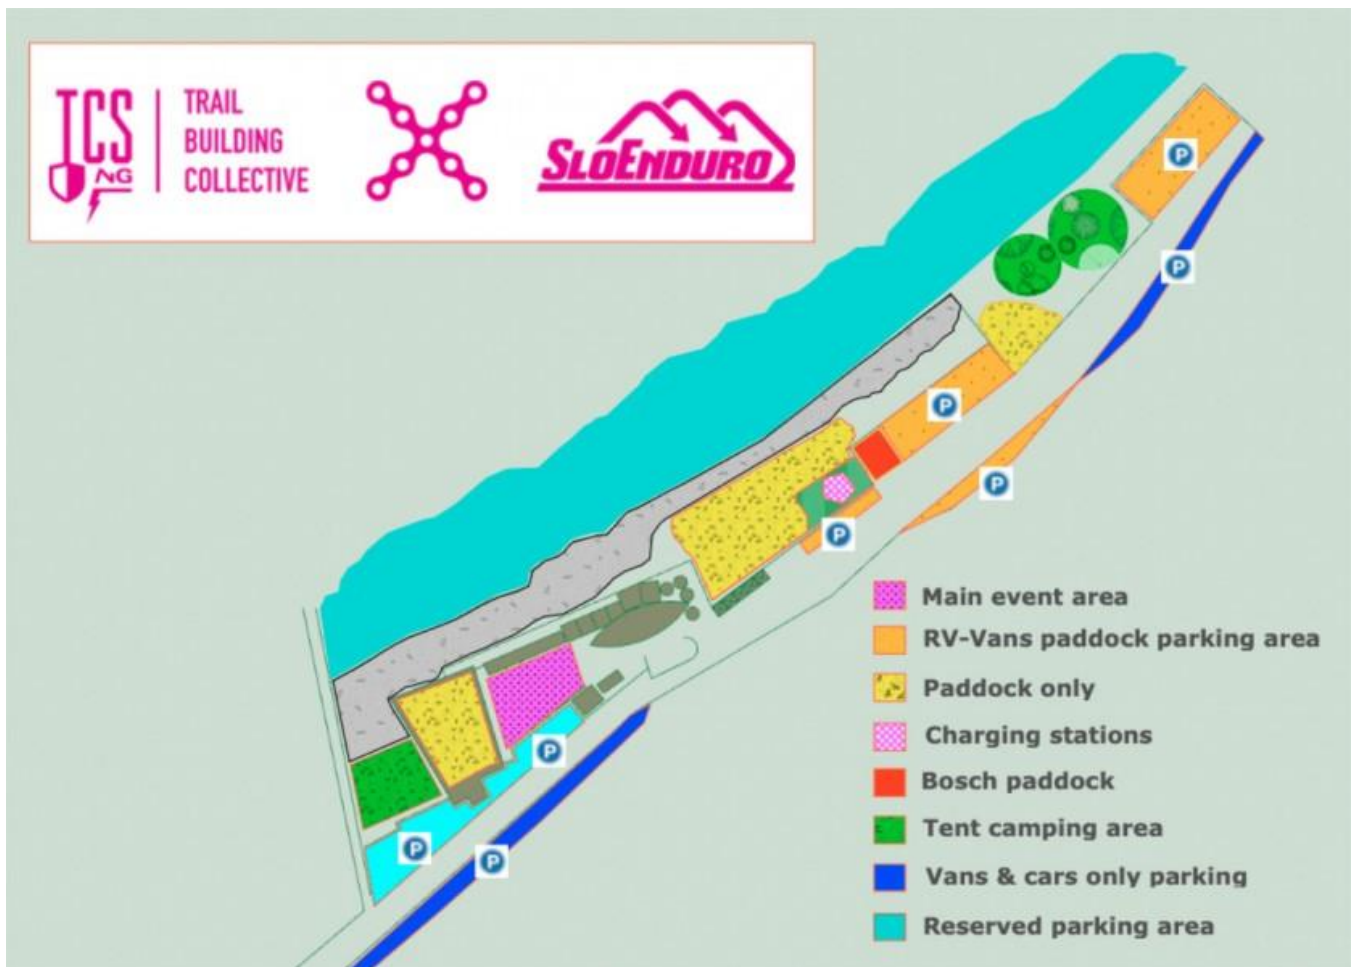 TCS
NG
TRAIL
BUILDING
COLLECTIVE
SLOENDURO
P
P
P
P
P
P
P
P
Main event area
RV-Vans paddock parking area
Paddock only
Charging stations
Bosch paddock
Tent camping area
Vans & cars only parking
Reserved parking area